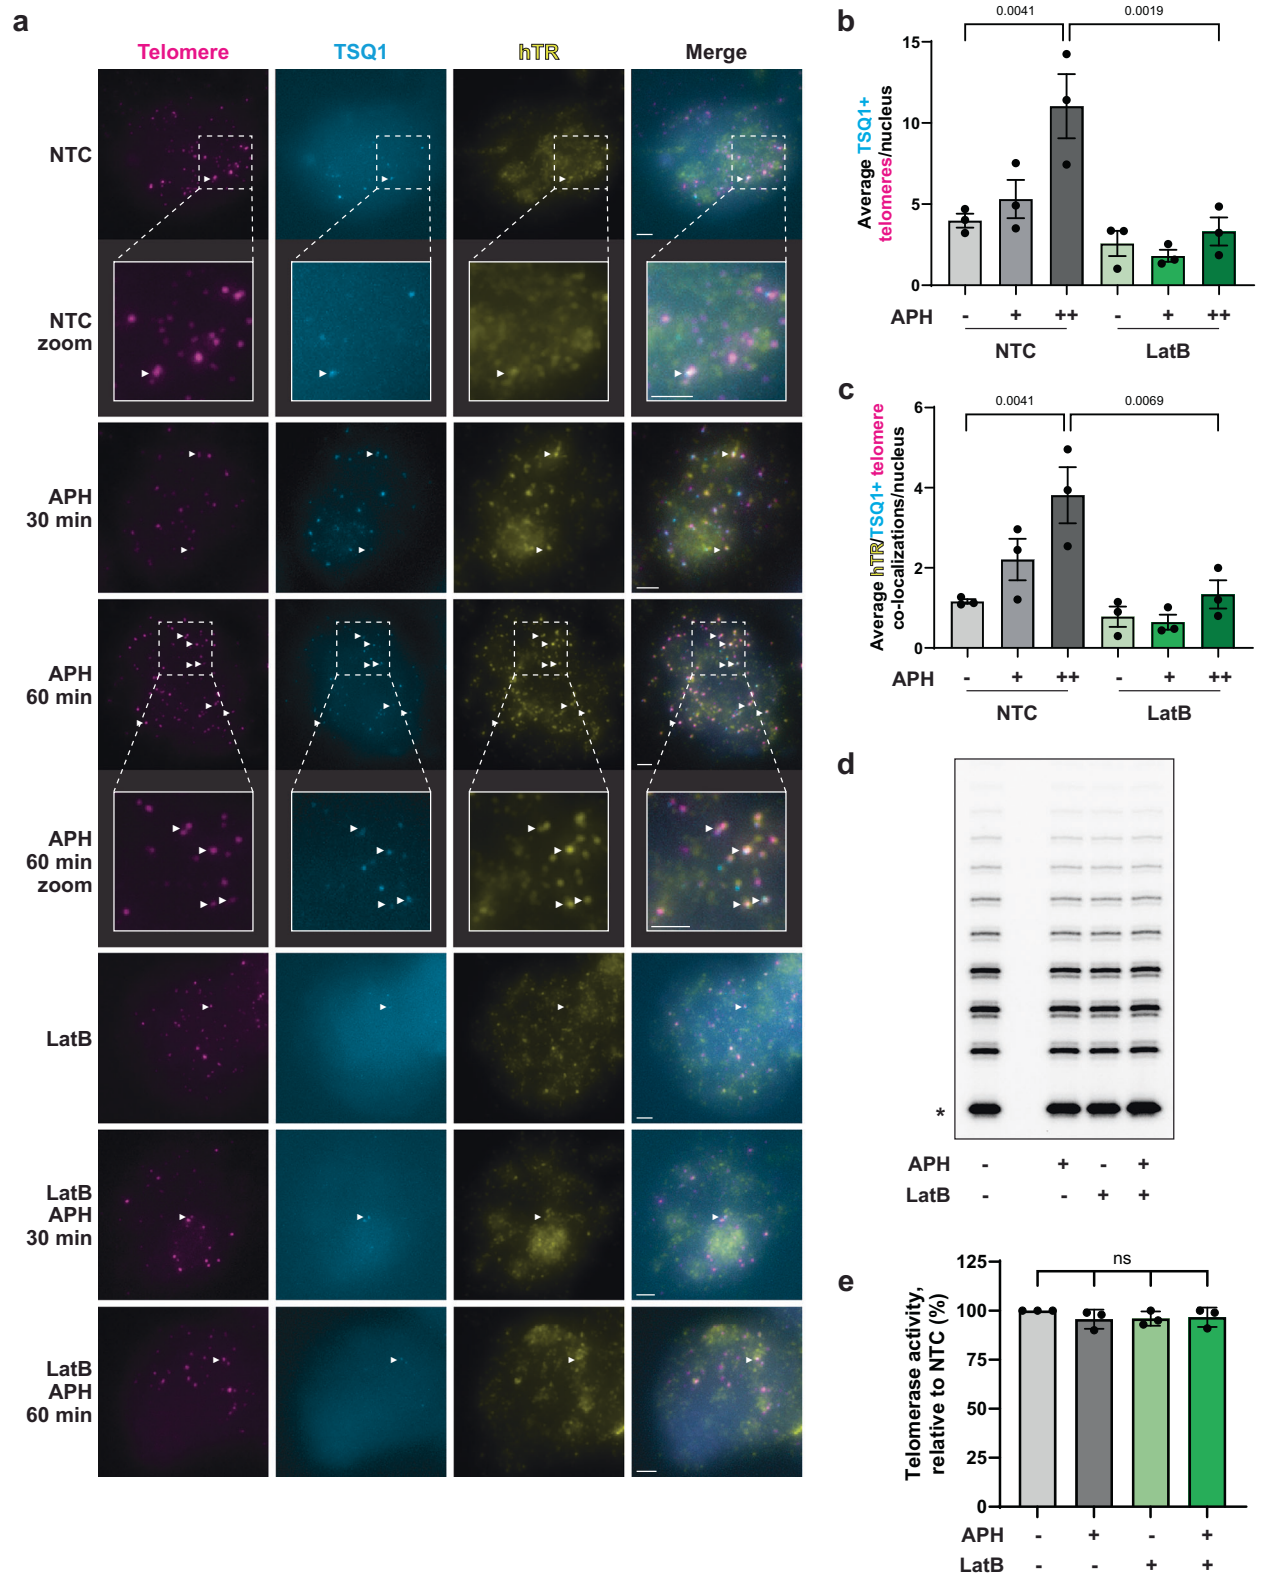 a
Telomere TSQ1 hTR Merge
NTC
NTC
zoom
APH
30 min
APH
60 min
APH
60 min
zoom
LatB
LatB
APH
30 min
LatB
APH
60 min
b
0.0041 0.0019
Average TSQ1+
telomeres/nucleus
15
10
5
0
APH - + ++ - + ++
NTC LatB
c
0.0041 0.0069
Average hTR/TSQ1+ telomere
co-localizations/nucleus
6
4
2
0
APH - + ++ - + ++
NTC LatB
d
*
APH - + - +
LatB - - + +
e
ns
Telomerase activity,
relative to NTC (%)
125
100
75
50
25
0
APH - + - +
LatB - - + +